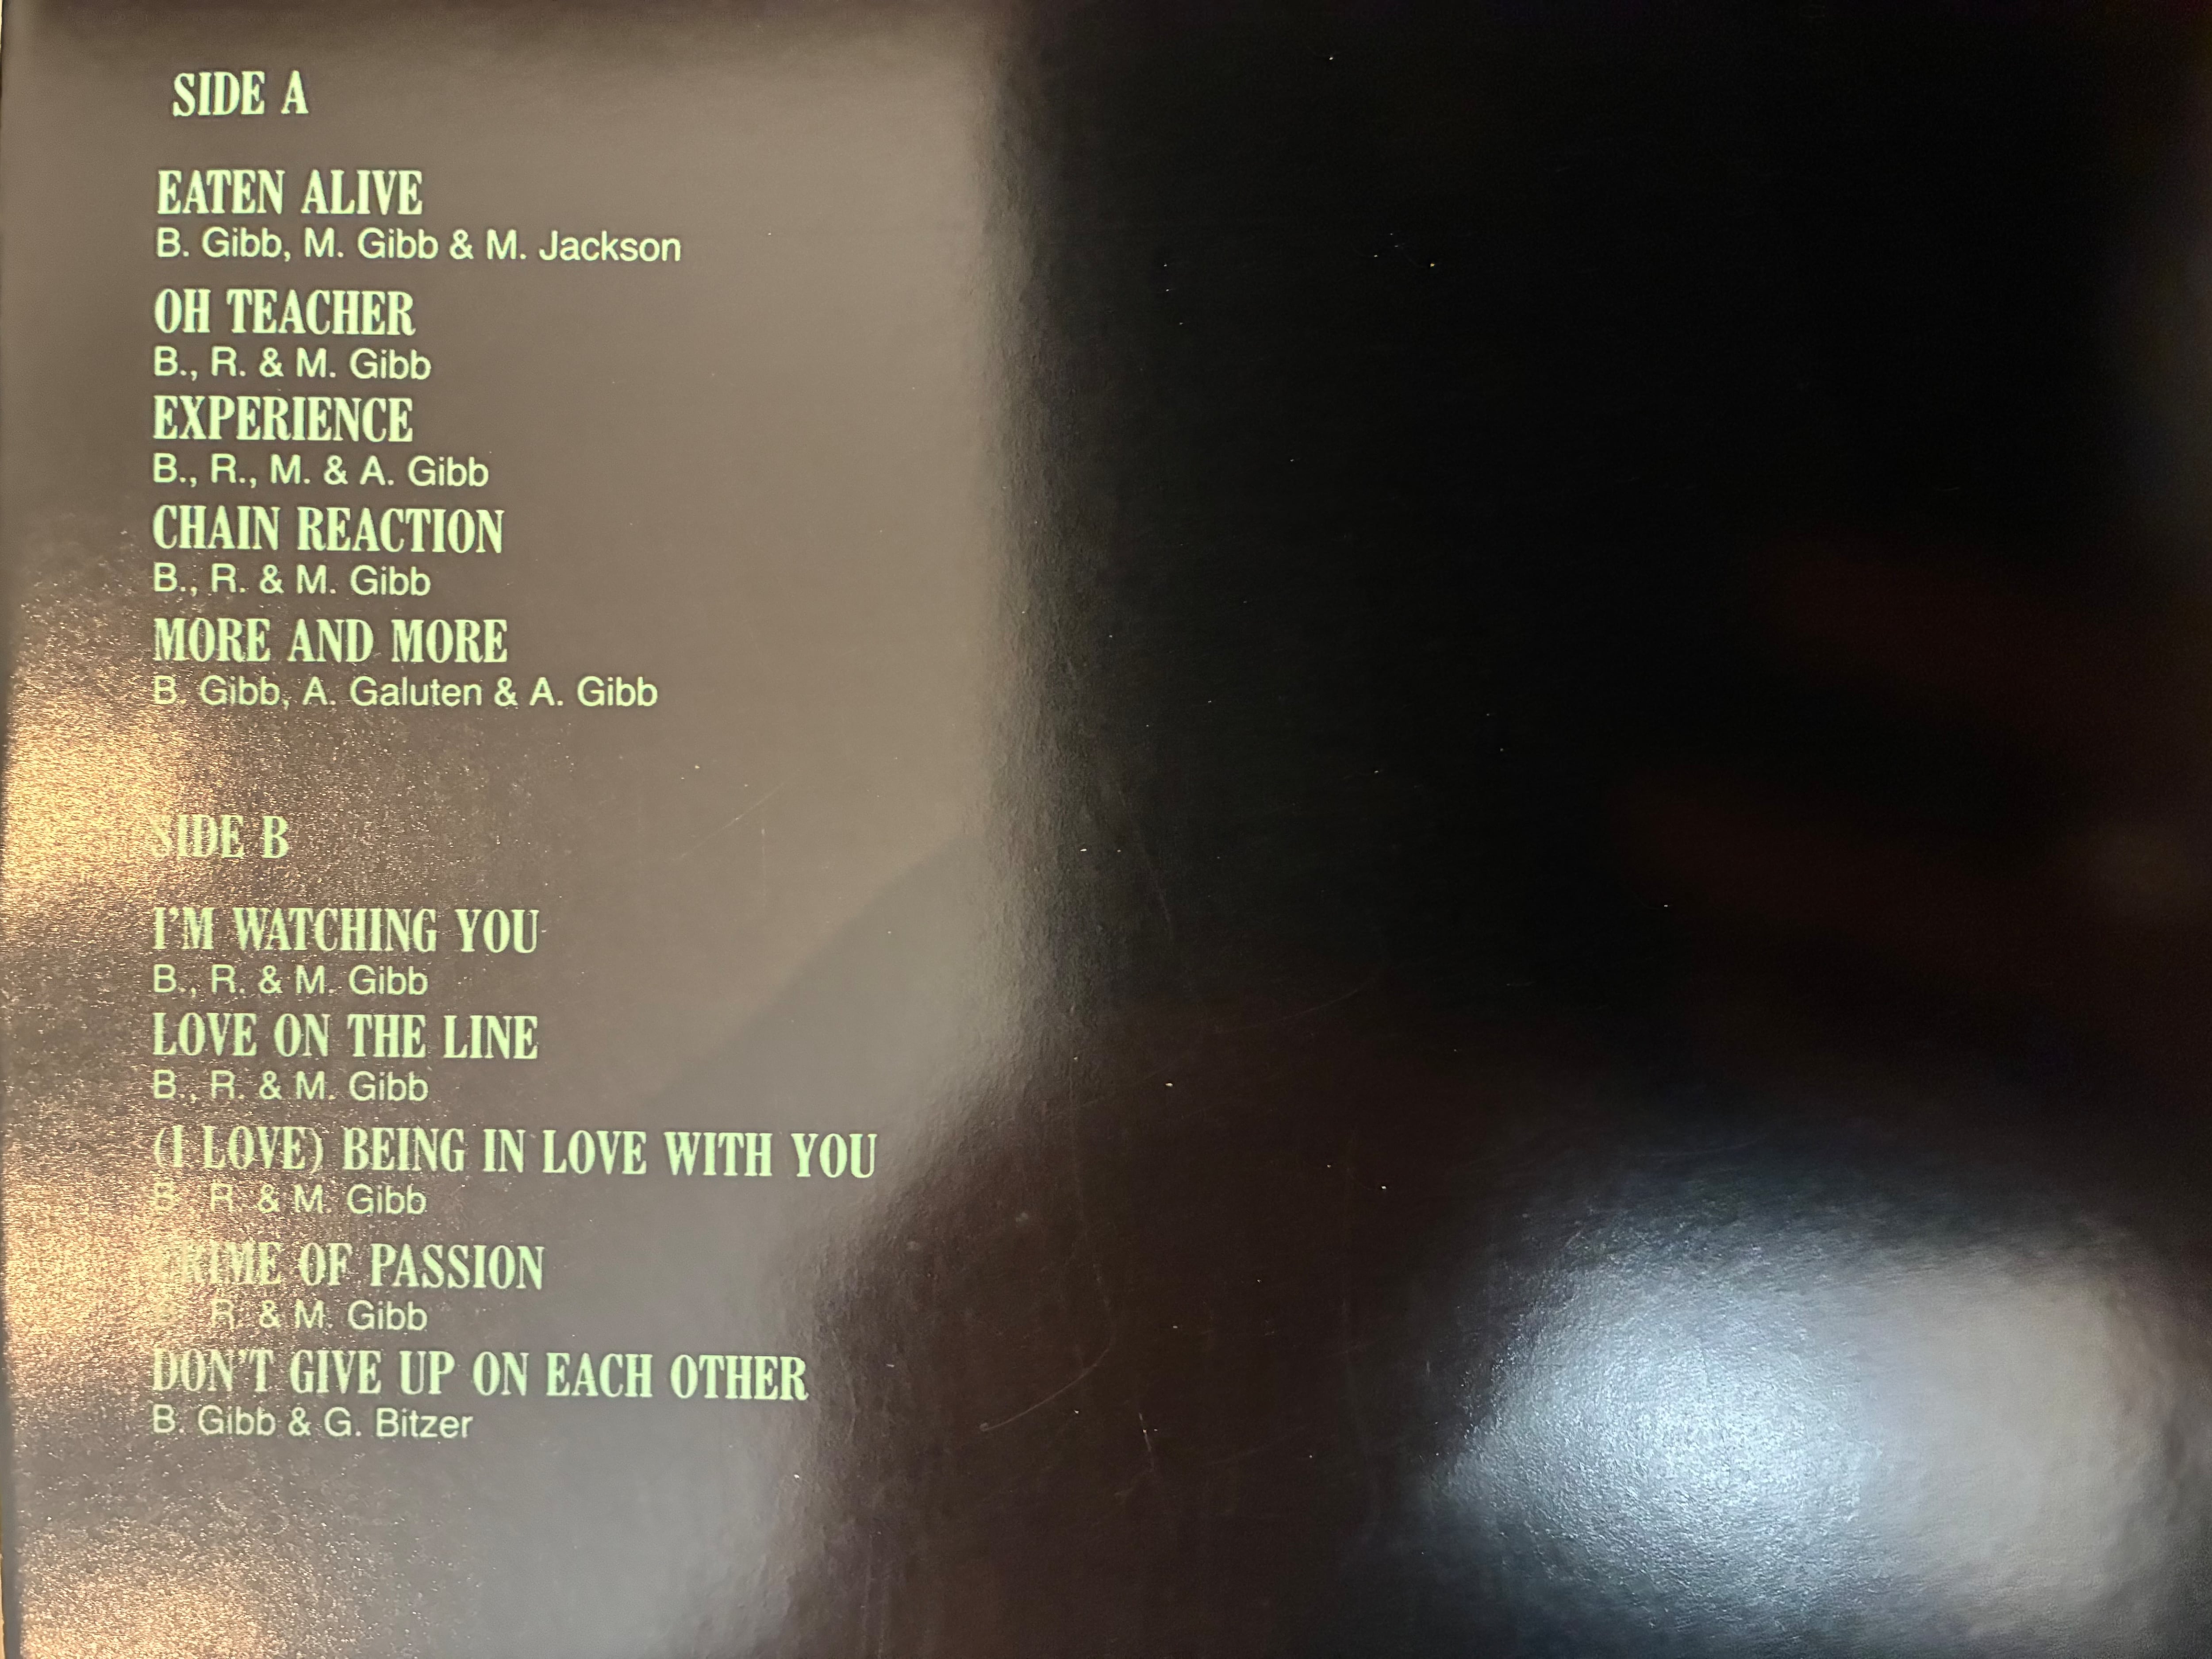 SIDE A
EATEN ALIVE
B. Gibb, M. Gibb & M. Jackson
OH TEACHER
B., R. & M. Gibb
EXPERIENCE
B., R., M. & A. Gibb
CHAIN REACTION
B., R. & M. Gibb
MORE AND MORE
B. Gibb, A. Galuten & A. Gibb
SIDE B
I'M WATCHING YOU
B., R. & M. Gibb
LOVE ON THE LINE
B., R. & M. Gibb
(I LOVE) BEING IN LOVE WITH YOU
B., R. & M. Gibb
CRIME OF PASSION
B., R. & M. Gibb
DON'T GIVE UP ON EACH OTHER
B. Gibb & G. Bitzer